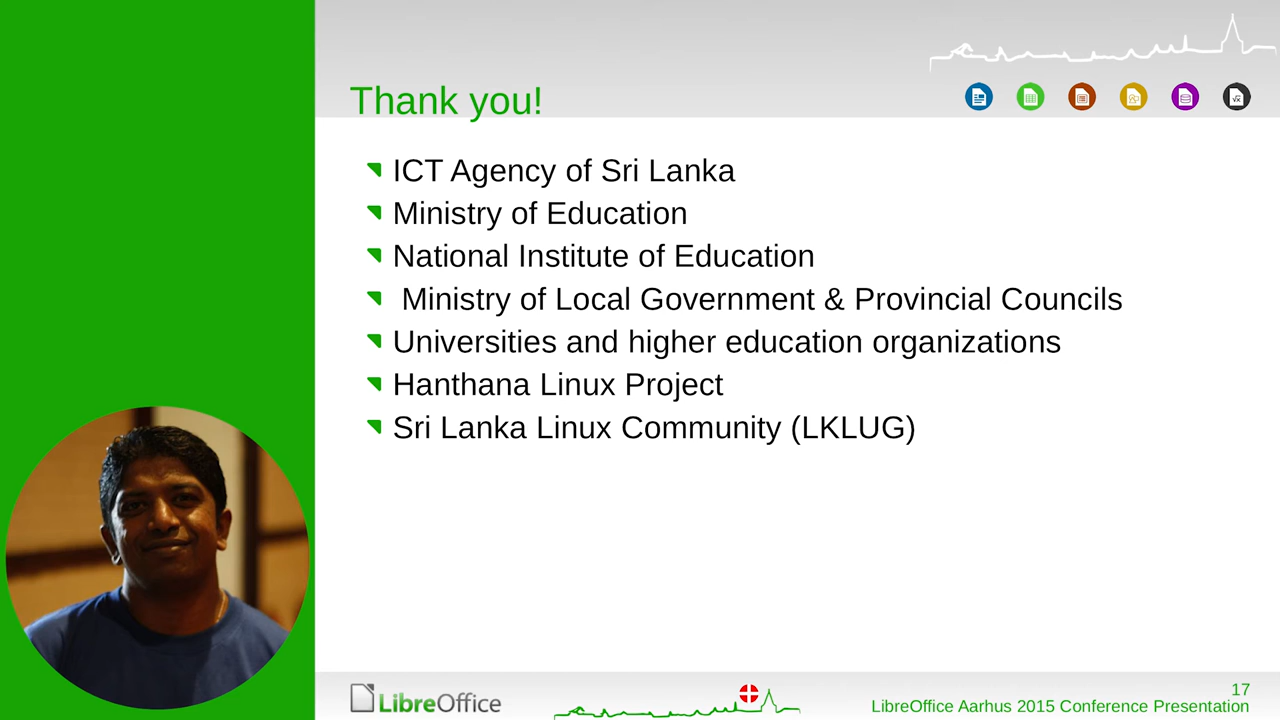 Thank you!
ICT Agency of Sri Lanka
Ministry of Education
National Institute of Education
Ministry of Local Government & Provincial Councils
Universities and higher education organizations
Hanthana Linux Project
Sri Lanka Linux Community (LKLUG)
LibreOffice
17
LibreOffice Aarhus 2015 Conference Presentation